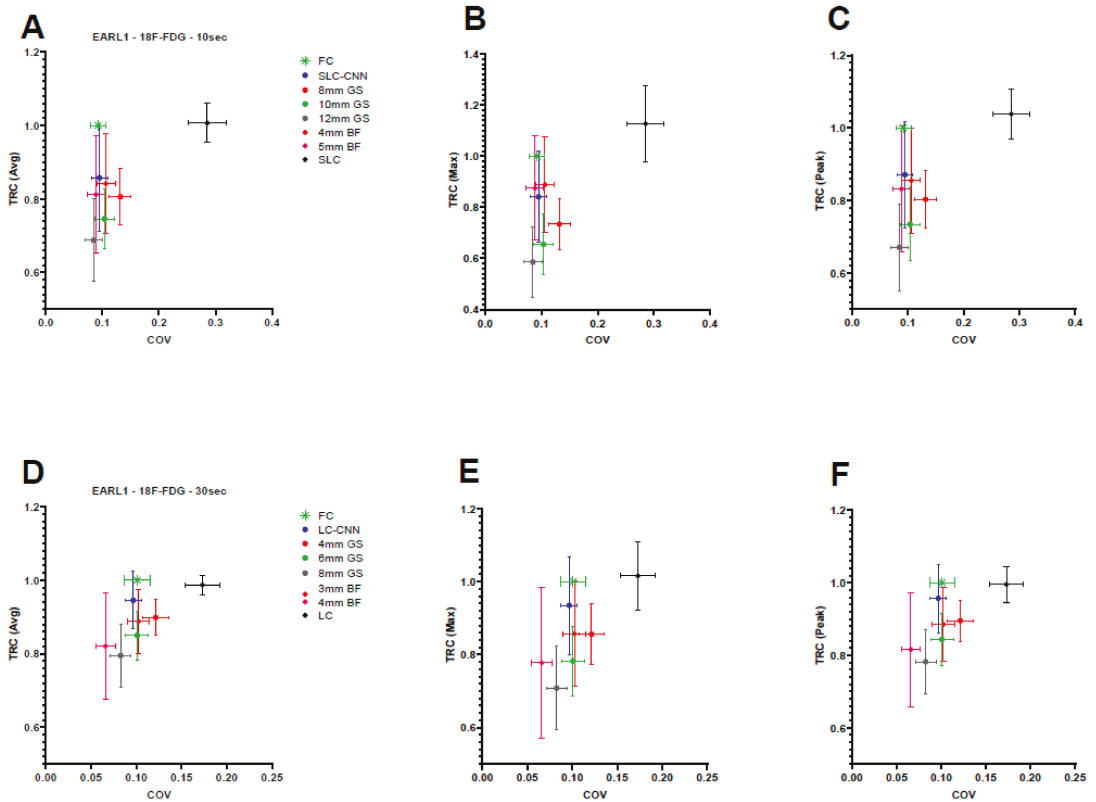 A
EARL1 - 18F-FDG - 10sec
1.2
1.0
0.8
0.6
TRC (Avg)
0.0 0.1 0.2 0.3 0.4
COV
FC
SLC-CNN
8mm GS
10mm GS
12mm GS
4mm BF
5mm BF
SLC
B
1.4
1.2
1.0
0.8
0.6
0.4
TRC (Max)
0.0 0.1 0.2 0.3 0.4
COV
C
1.2
1.0
0.8
0.6
TRC (Peak)
0.0 0.1 0.2 0.3 0.4
COV
D
EARL1 - 18F-FDG - 30sec
1.2
1.0
0.8
0.6
TRC (Avg)
0.00 0.05 0.10 0.15 0.20 0.25
COV
FC
LC-CNN
4mm GS
6mm GS
8mm GS
3mm BF
4mm BF
LC
E
1.2
1.0
0.8
0.6
TRC (Max)
0.00 0.05 0.10 0.15 0.20 0.25
COV
F
1.2
1.0
0.8
0.6
TRC (Peak)
0.00 0.05 0.10 0.15 0.20 0.25
COV